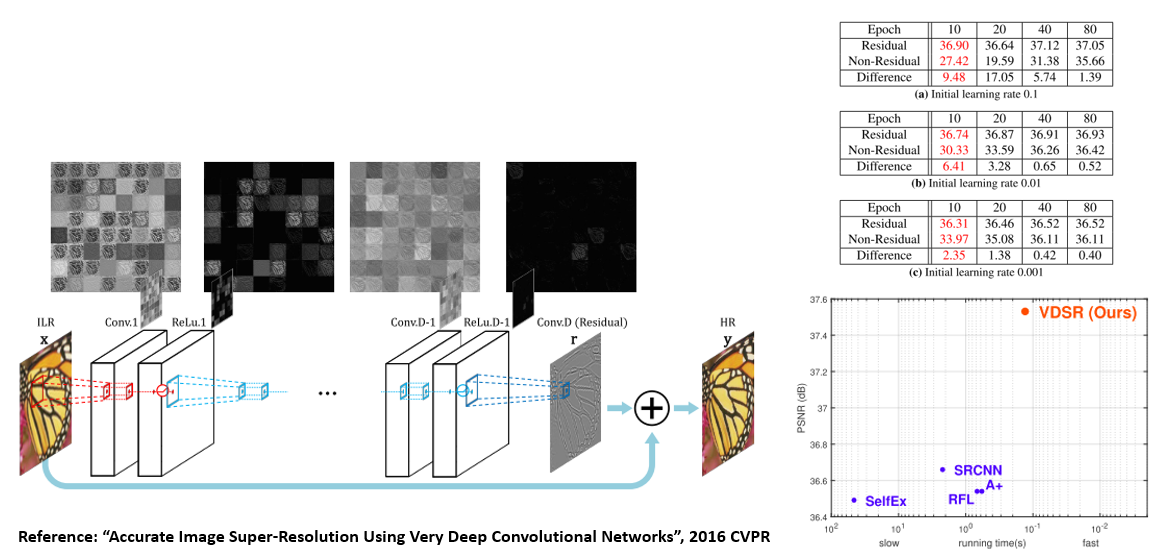 Epoch 10 20 40 80
Residual 36.90 36.64 37.12 37.05
Non-Residual 27.42 19.59 31.38 35.66
Difference 9.48 17.05 5.74 1.39
(a) Initial learning rate 0.1
Epoch 10 20 40 80
Residual 36.74 36.87 36.91 36.93
Non-Residual 30.33 33.59 36.26 36.42
Difference 6.41 3.28 0.65 0.52
(b) Initial learning rate 0.01
Epoch 10 20 40 80
Residual 36.31 36.46 36.52 36.52
Non-Residual 33.97 35.08 36.11 36.11
Difference 2.35 1.38 0.42 0.40
(c) Initial learning rate 0.001
ILR
x
Conv.1
ReLu.1
...
Conv.D-1
ReLu.D-1
Conv.D (Residual)
r
HR
y
PSNR (dB)
37.6
37.4
37.2
37
36.8
36.6
36.4
VDSR (Ours)
SRCNN
A+
RFL
SelfEx
10² 10¹ 10⁰ 10⁻¹ 10⁻²
slow running time(s) fast
Reference: “Accurate Image Super-Resolution Using Very Deep Convolutional Networks”, 2016 CVPR